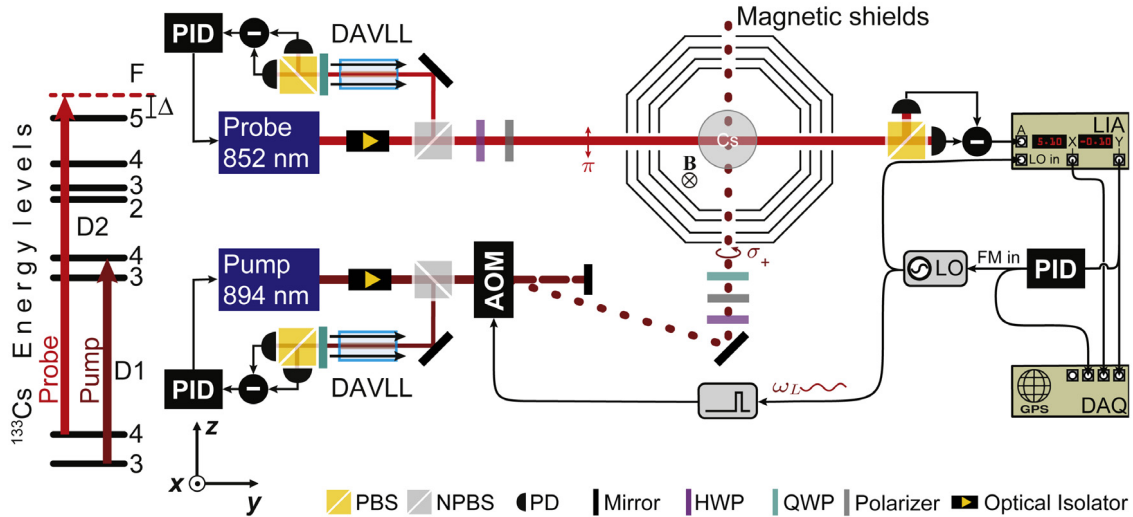 Magnetic shields
PID
−
DAVLL
F
Δ
5
4
3
2
D2
4
3
D1
4
3
¹³³Cs Energy levels
Probe
Pump
Probe
852 nm
π
Cs
B
σ+
−
A
LIA
5.10 X -0.10 Y
LO in
Pump
894 nm
AOM
LO
FM in
PID
DAVLL
PID
−
ωL
GPS
DAQ
z
x
y
PBS
NPBS
PD
Mirror
HWP
QWP
Polarizer
Optical Isolator